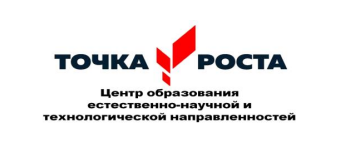 ТОЧКА РОСТА
Центр образования
естественно-научной и
технологической направленностей